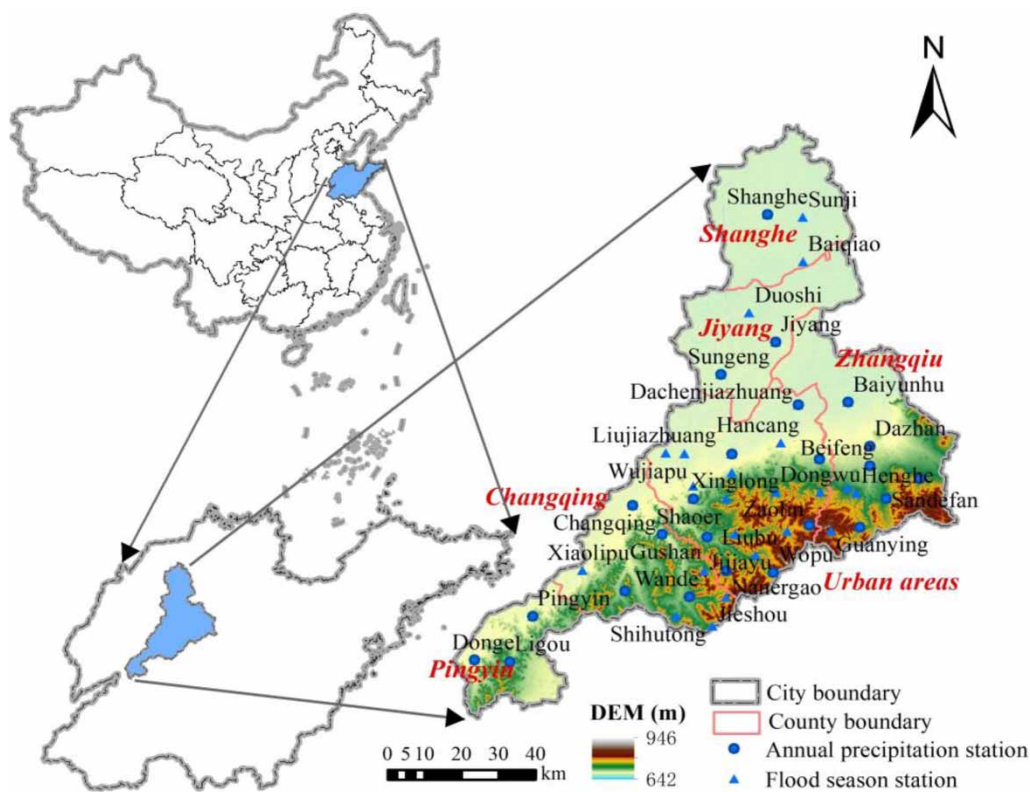 N
Shanghe
Sunji
Shanghe
Baiqiao
Duoshi
Jiyang
Jiyang
Sungeng
Zhangqiu
Dachenjiazhuang
Baiyunhu
Liujiazhuang
Hancang
Dazhan
Beifeng
Wujiapu
Xinglong
Dongwu
Henghe
Changqing
Sandefan
Changqing
Shaoer
Zaolin
Xiaolipu
Gushan
Liubu
Guanying
Wande
Jijiayu
Wopu
Urban areas
Nanergao
Pingyin
Jieshou
Shihutong
Donge
Ligou
Pingyin
City boundary
DEM (m)
County boundary
946
Annual precipitation station
642
Flood season station
0 5 10 20 30 40
km